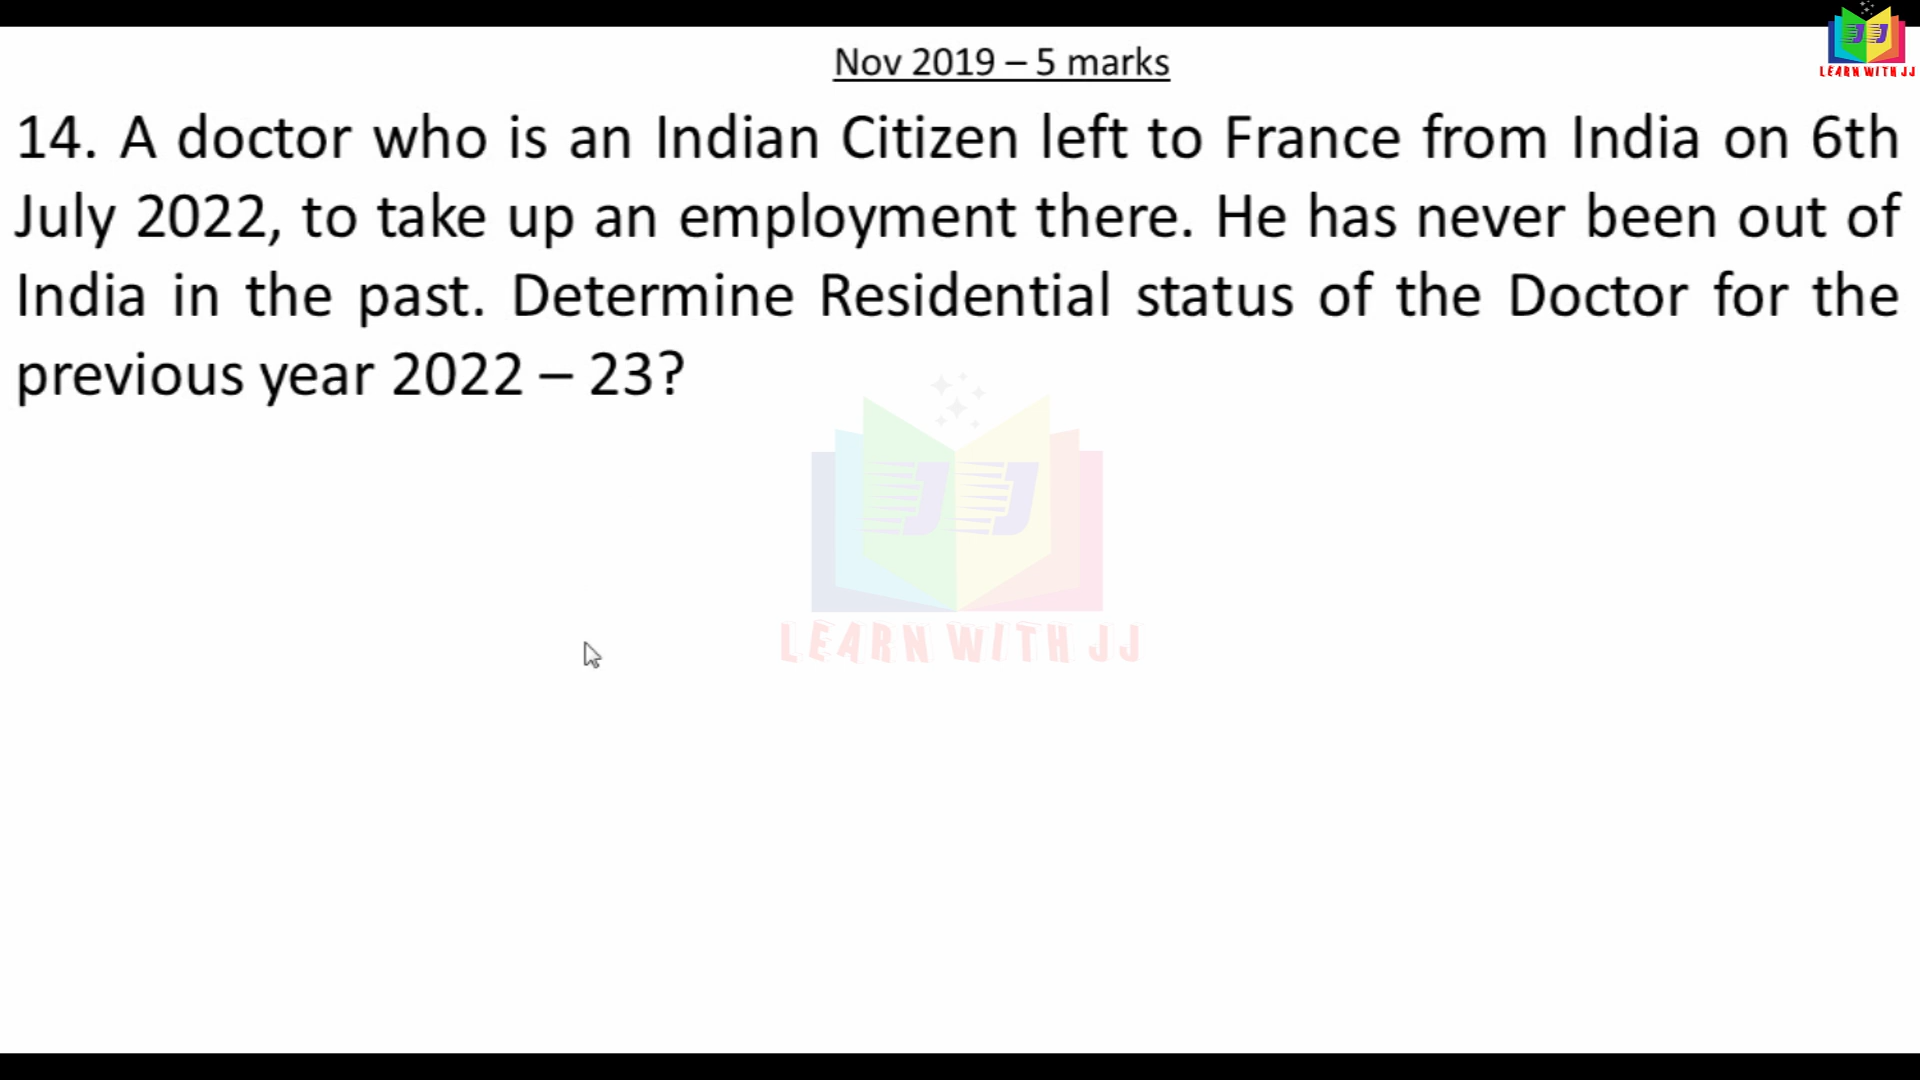 Nov 2019 – 5 marks
LEARN WITH JJ
14. A doctor who is an Indian Citizen left to France from India on 6th
July 2022, to take up an employment there. He has never been out of
India in the past. Determine Residential status of the Doctor for the
previous year 2022 – 23?
JJ
LEARN WITH JJ